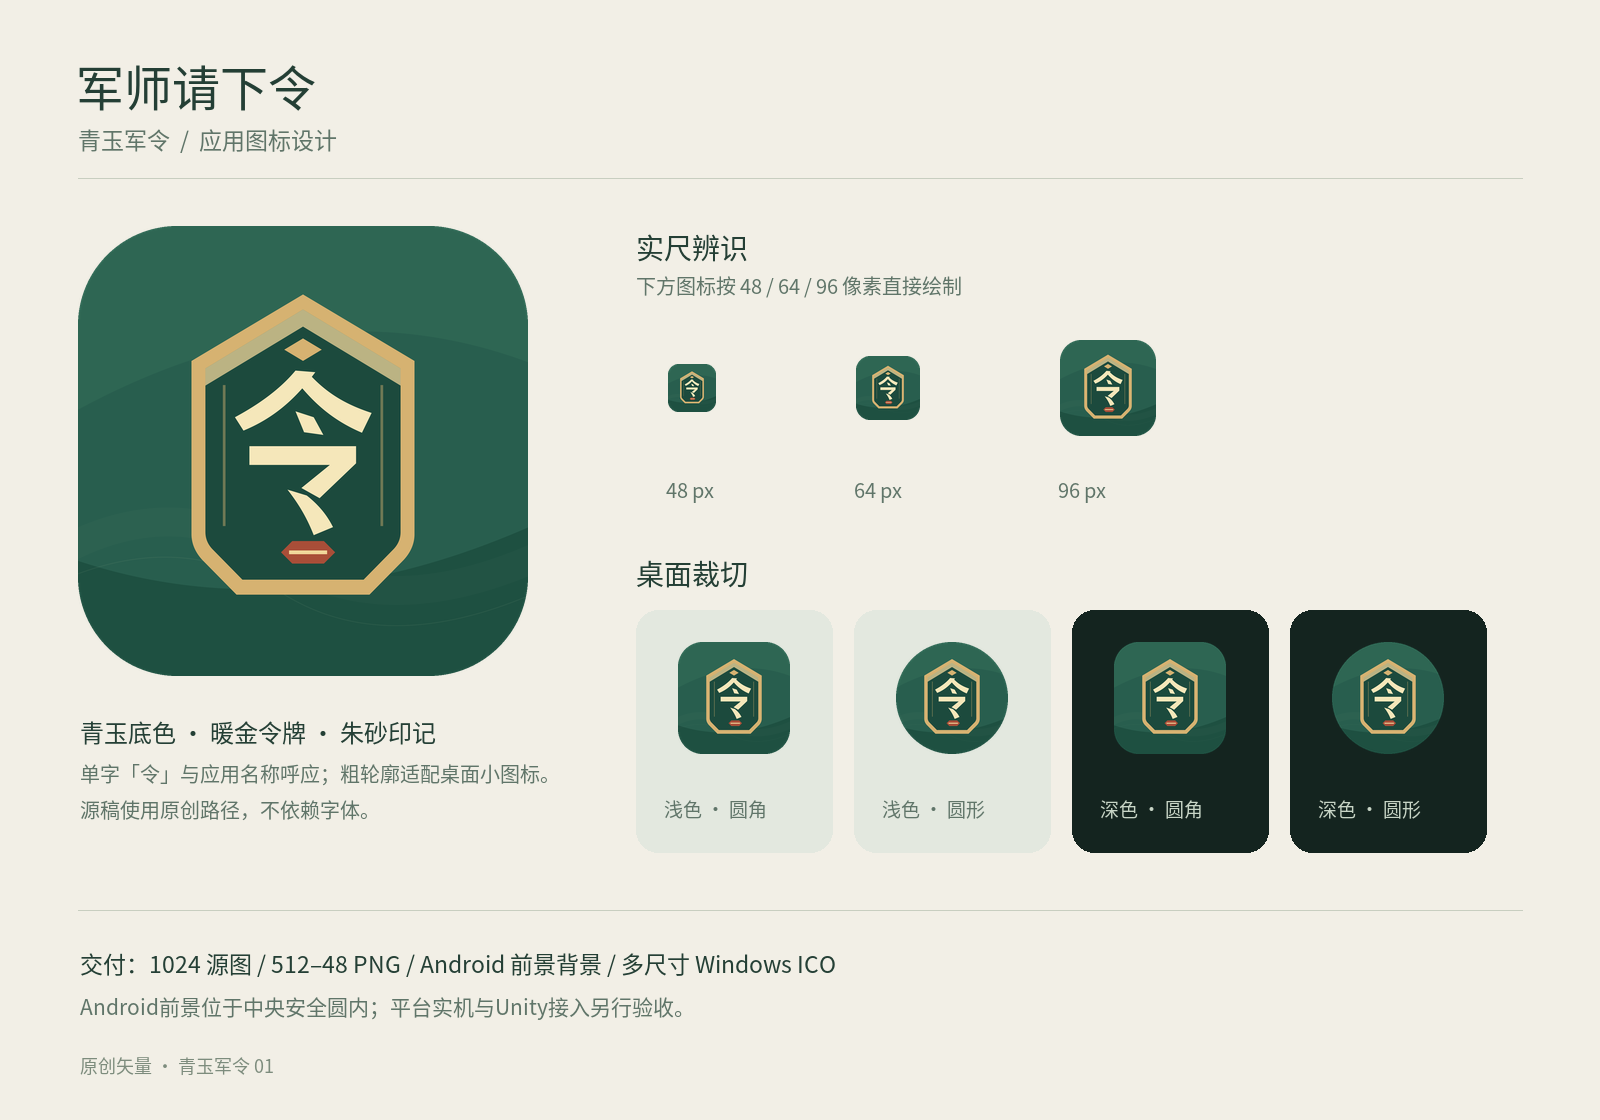 军师请下令
青玉军令 / 应用图标设计
令
青玉底色 · 暖金令牌 · 朱砂印记
单字「令」与应用名称呼应；粗轮廓适配桌面小图标。
源稿使用原创路径，不依赖字体。
实尺辨识
下方图标按 48 / 64 / 96 像素直接绘制
令
令
令
48 px
64 px
96 px
桌面裁切
令
令
令
令
浅色 · 圆角
浅色 · 圆形
深色 · 圆角
深色 · 圆形
交付：1024 源图 / 512–48 PNG / Android 前景背景 / 多尺寸 Windows ICO
Android前景位于中央安全圆内；平台实机与Unity接入另行验收。
原创矢量 · 青玉军令 01